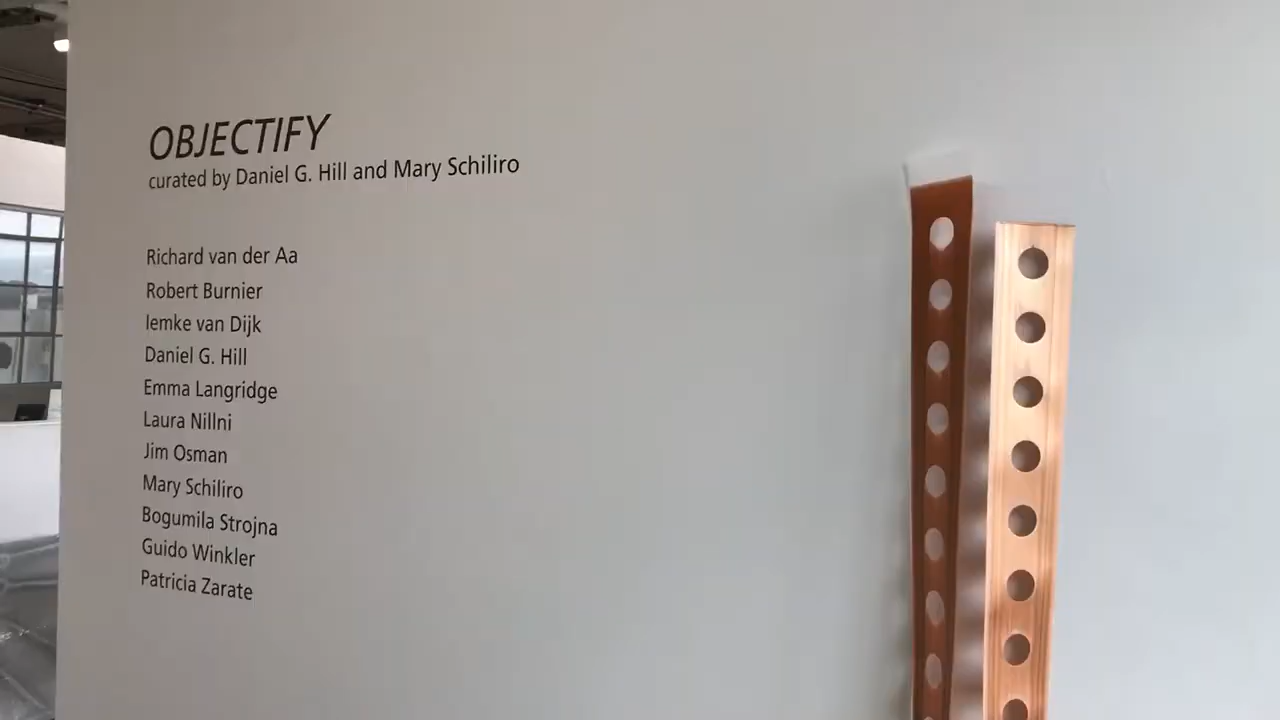 OBJECTIFY
curated by Daniel G. Hill and Mary Schiliro
Richard van der Aa
Robert Burnier
Iemke van Dijk
Daniel G. Hill
Emma Langridge
Laura Nillni
Jim Osman
Mary Schiliro
Bogumila Strojna
Guido Winkler
Patricia Zarate